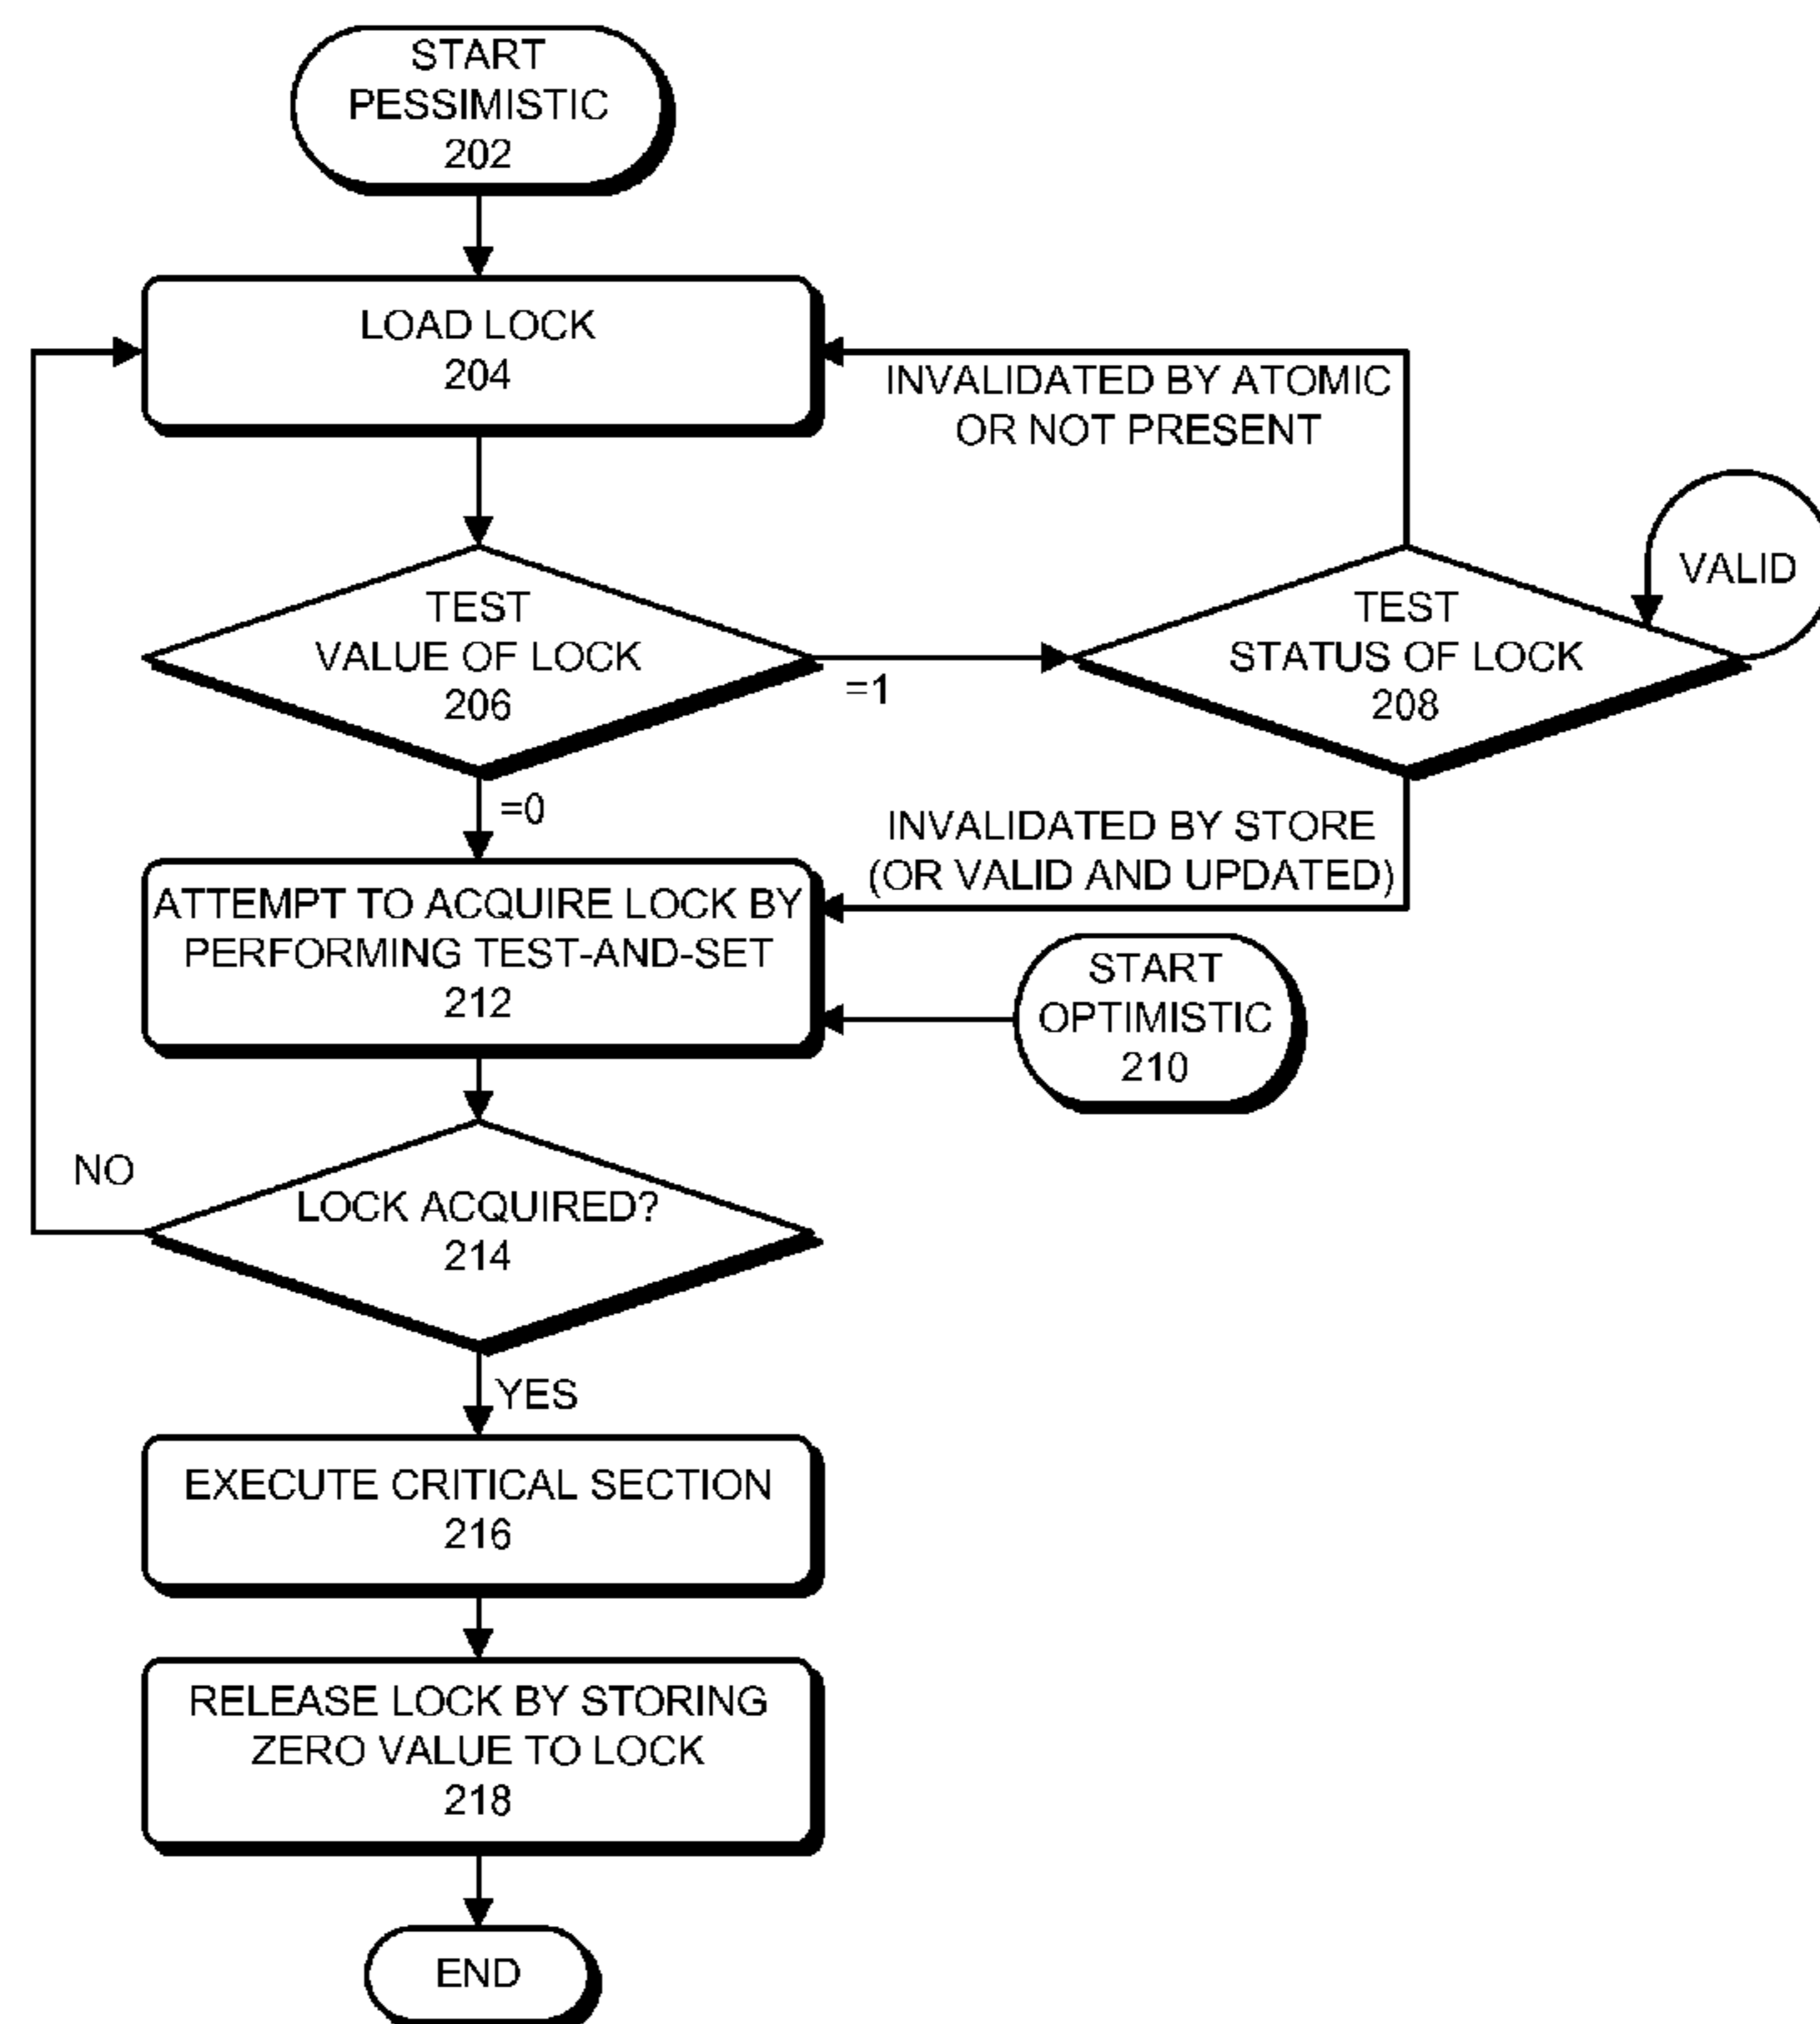 START
PESSIMISTIC
202
LOAD LOCK
204
INVALIDATED BY ATOMIC
OR NOT PRESENT
VALID
TEST
VALUE OF LOCK
206
=1
TEST
STATUS OF LOCK
208
=0
INVALIDATED BY STORE
(OR VALID AND UPDATED)
ATTEMPT TO ACQUIRE LOCK BY
PERFORMING TEST-AND-SET
212
START
OPTIMISTIC
210
NO
LOCK ACQUIRED?
214
YES
EXECUTE CRITICAL SECTION
216
RELEASE LOCK BY STORING
ZERO VALUE TO LOCK
218
END